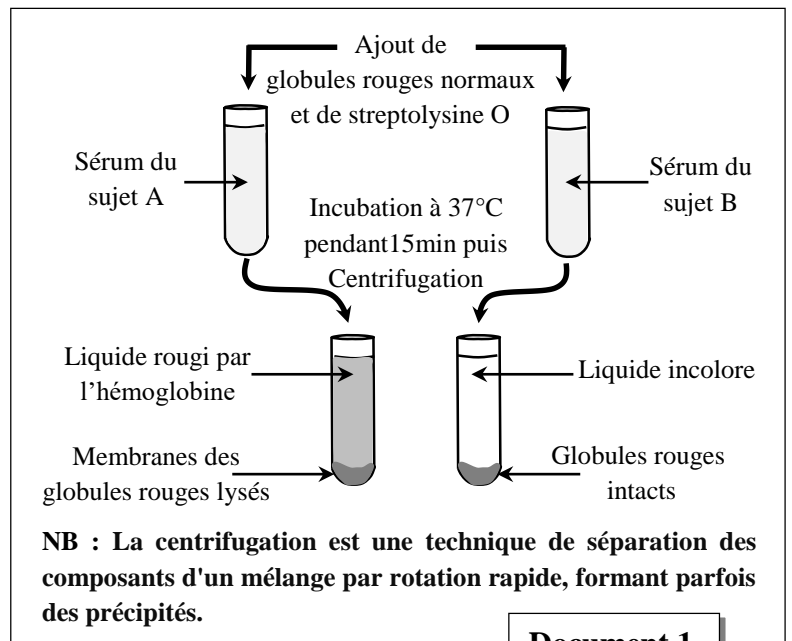 Ajout de
globules rouges normaux
et de streptolysine O
Sérum du
sujet A
Sérum du
sujet B
Incubation à 37°C
pendant15min puis
Centrifugation
Liquide rougi par
l'hémoglobine
Liquide incolore
Membranes des
globules rouges lysés
Globules rouges
intacts
NB : La centrifugation est une technique de séparation des
composants d'un mélange par rotation rapide, formant parfois
des précipités.
Document 1